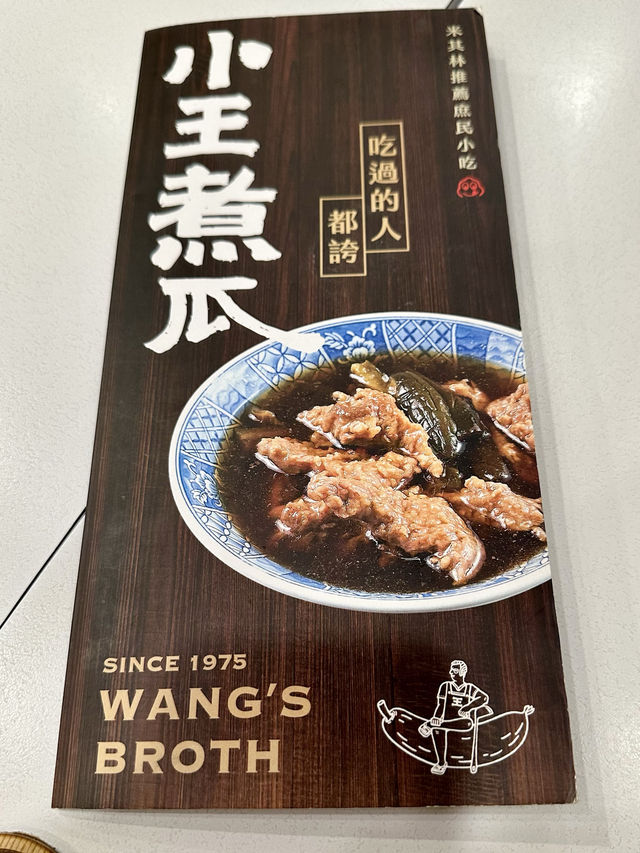 小王煮瓜
米其林推薦庶民小吃
吃過的人
都誇
SINCE 1975
WANG'S
BROTH
王